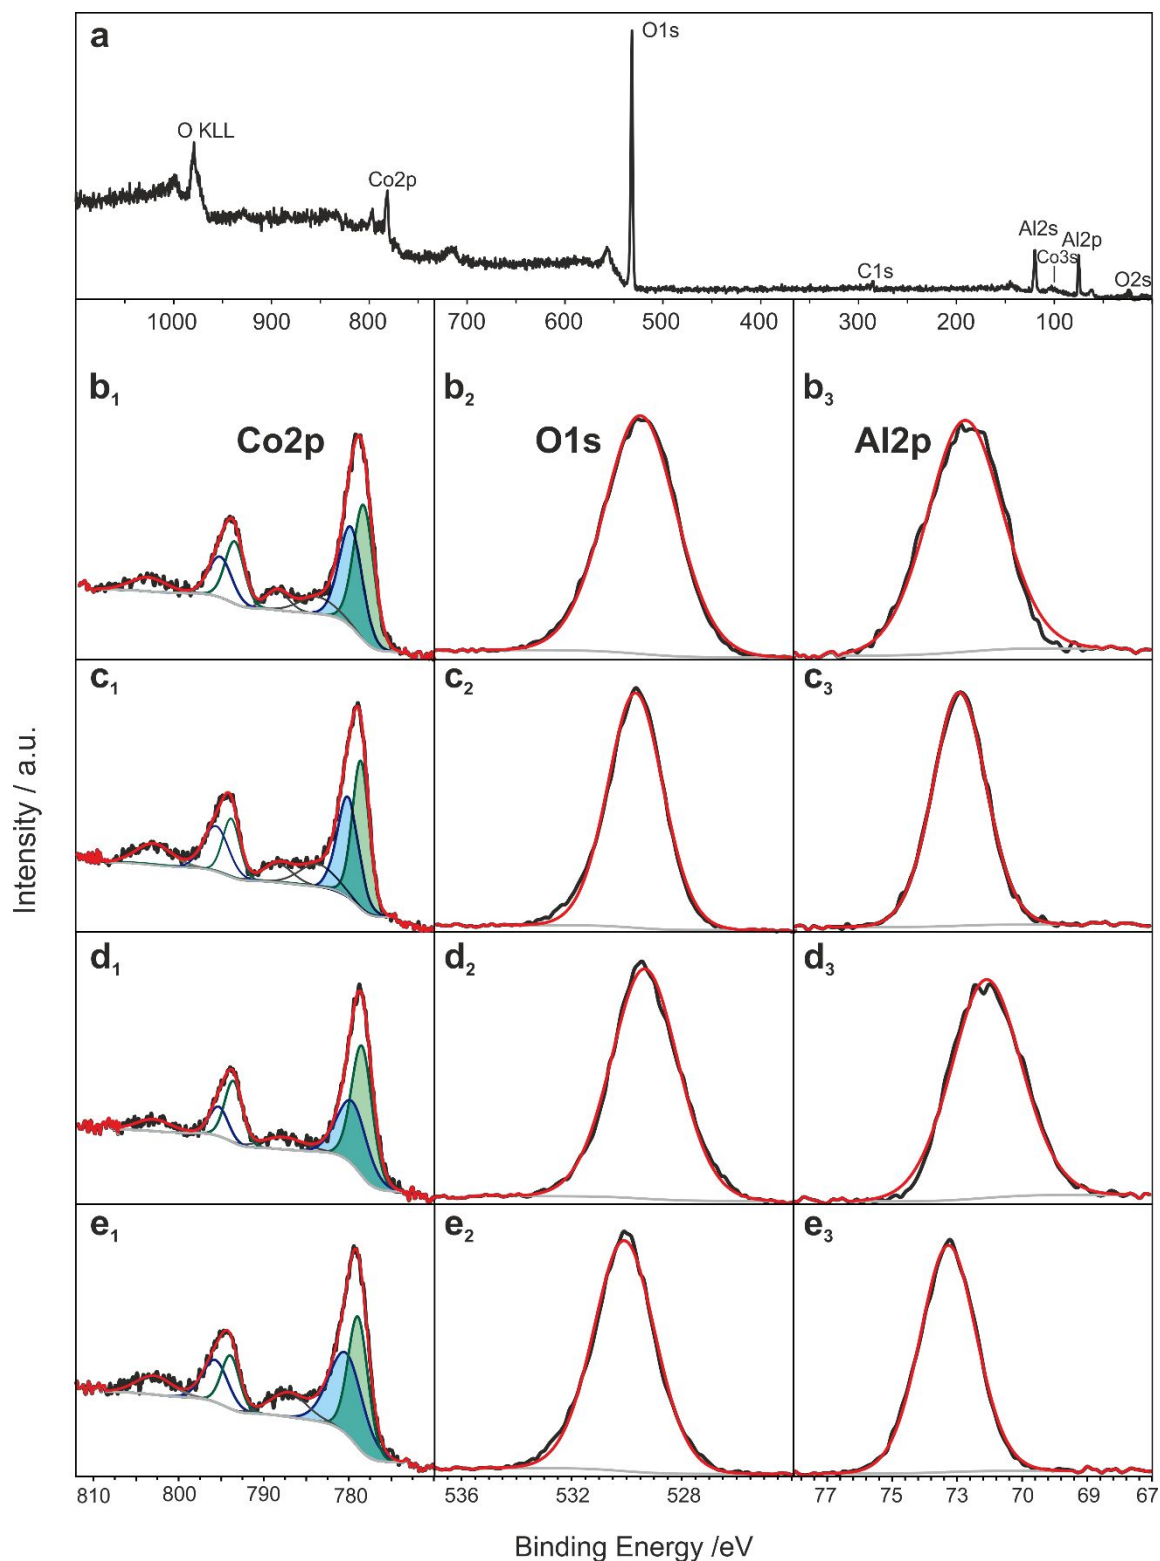 a
O1s
O KLL
Co2p
Al2s
Al2p
Co3s
C1s
O2s
1000 900 800 700 600 500 400 300 200 100
b1 b2 b3
Co2p O1s Al2p
c1 c2 c3
d1 d2 d3
e1 e2 e3
Intensity / a.u.
810 800 790 780 536 532 528 77 75 73 70 67
Binding Energy /eV